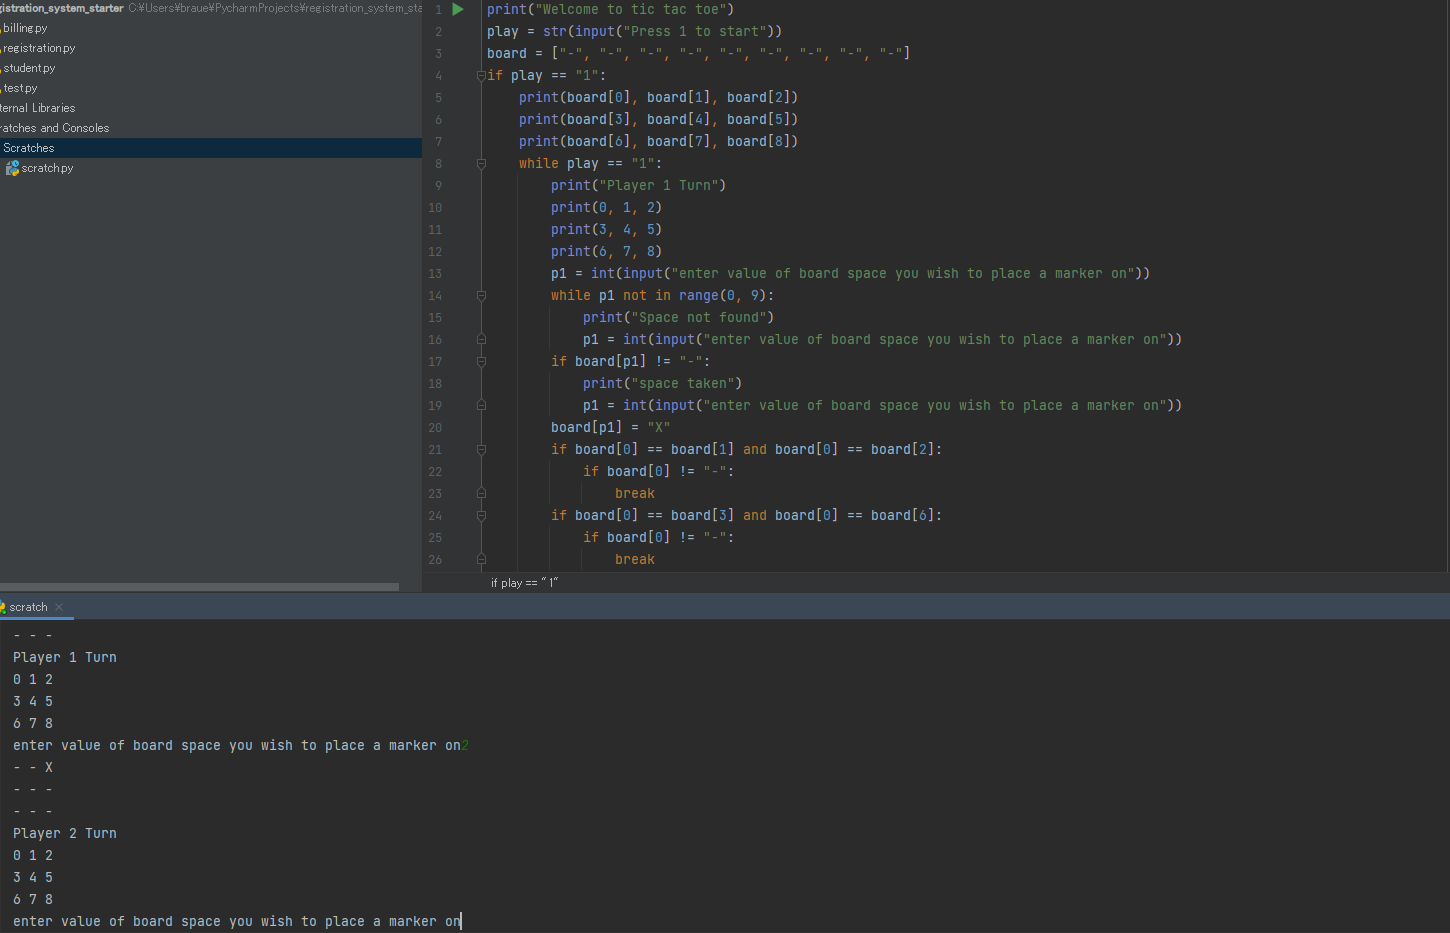 gistration_system_starter C:¥Users¥braue¥PycharmProjects¥registration_system_sta
billing.py
registration.py
student.py
test.py
ternal Libraries
ratches and Consoles
Scratches
scratch.py
1 print("Welcome to tic tac toe")
2 play = str(input("Press 1 to start"))
3 board = ["-", "-", "-", "-", "-", "-", "-", "-", "-"]
4 if play == "1":
5     print(board[0], board[1], board[2])
6     print(board[3], board[4], board[5])
7     print(board[6], board[7], board[8])
8     while play == "1":
9         print("Player 1 Turn")
10         print(0, 1, 2)
11         print(3, 4, 5)
12         print(6, 7, 8)
13         p1 = int(input("enter value of board space you wish to place a marker on"))
14         while p1 not in range(0, 9):
15             print("Space not found")
16             p1 = int(input("enter value of board space you wish to place a marker on"))
17         if board[p1] != "-":
18             print("space taken")
19             p1 = int(input("enter value of board space you wish to place a marker on"))
20         board[p1] = "X"
21         if board[0] == board[1] and board[0] == board[2]:
22             if board[0] != "-":
23                 break
24         if board[0] == board[3] and board[0] == board[6]:
25             if board[0] != "-":
26                 break
if play == "1"
scratch ×
- - -
Player 1 Turn
0 1 2
3 4 5
6 7 8
enter value of board space you wish to place a marker on2
- - X
- - -
- - -
Player 2 Turn
0 1 2
3 4 5
6 7 8
enter value of board space you wish to place a marker on